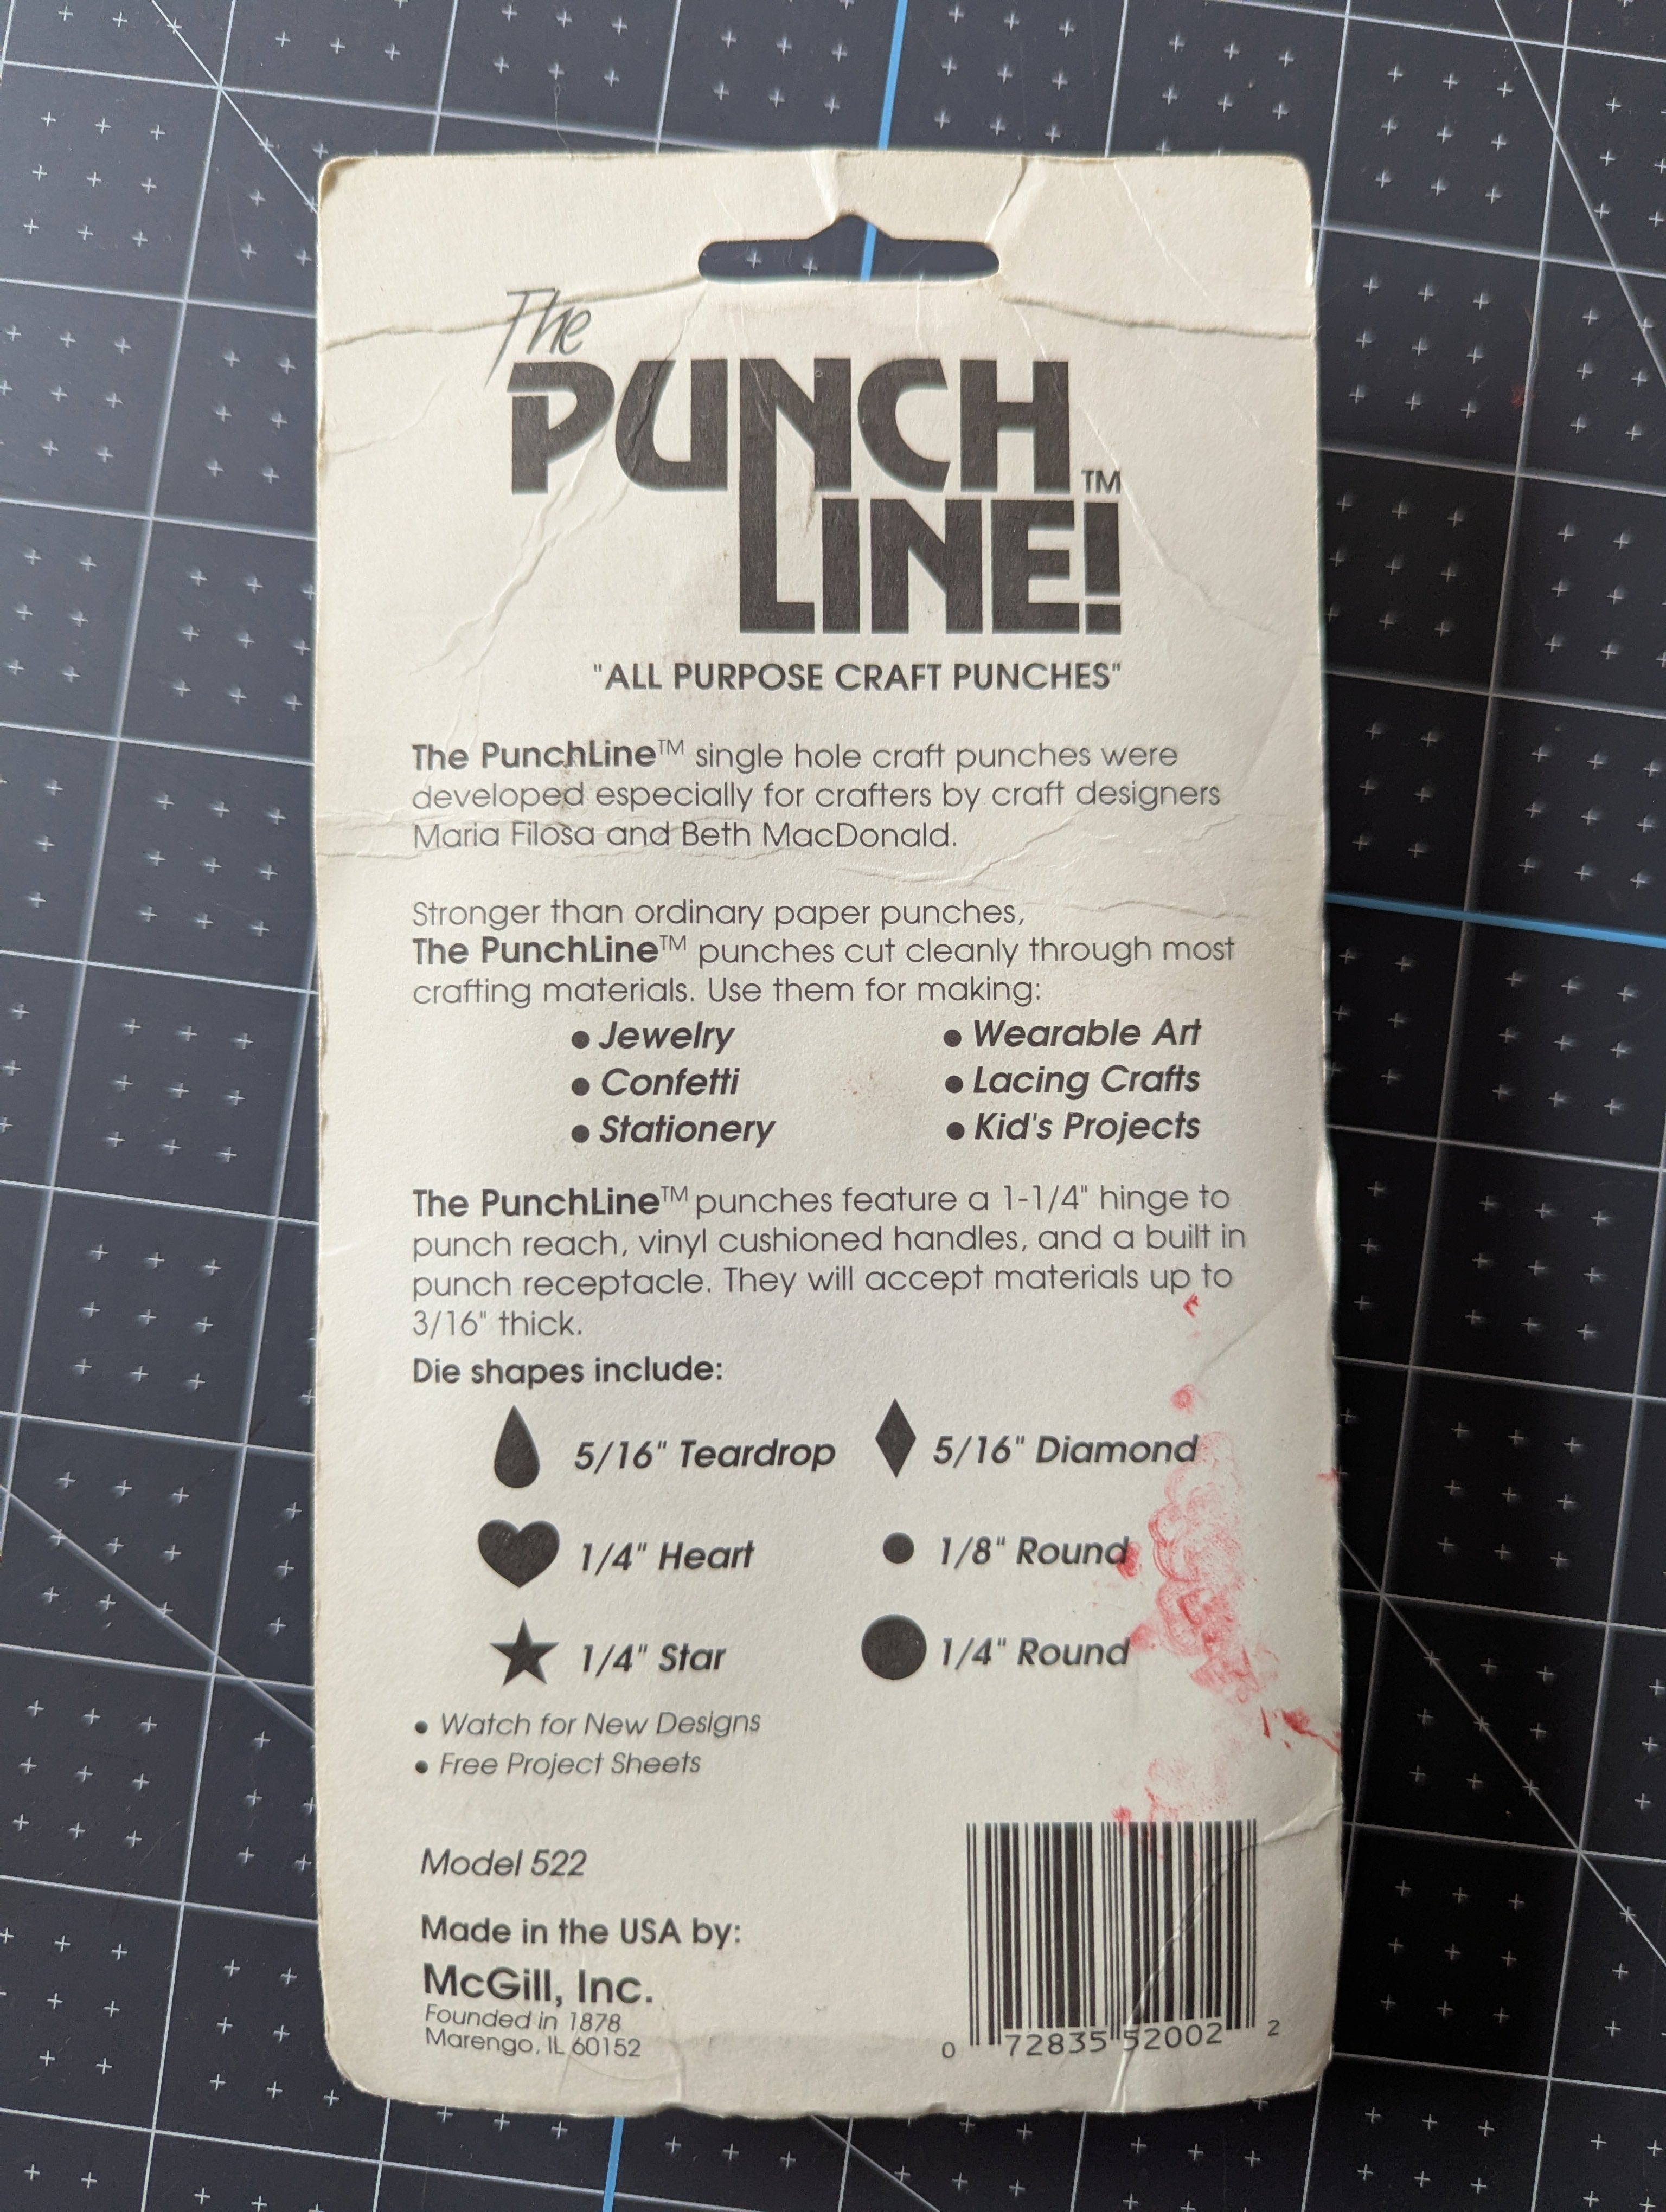 The
PUNCH
LINE!™
"ALL PURPOSE CRAFT PUNCHES"
The PunchLine™ single hole craft punches were
developed especially for crafters by craft designers
Maria Filosa and Beth MacDonald.
Stronger than ordinary paper punches,
The PunchLine™ punches cut cleanly through most
crafting materials. Use them for making:
• Jewelry • Wearable Art
• Confetti • Lacing Crafts
• Stationery • Kid's Projects
The PunchLine™ punches feature a 1-1/4" hinge to
punch reach, vinyl cushioned handles, and a built in
punch receptacle. They will accept materials up to
3/16" thick.
Die shapes include:
5/16" Teardrop 5/16" Diamond
1/4" Heart 1/8" Round
1/4" Star 1/4" Round
• Watch for New Designs
• Free Project Sheets
Model 522
Made in the USA by:
McGill, Inc.
Founded in 1878
Marengo, IL 60152
0 72835 52002 2